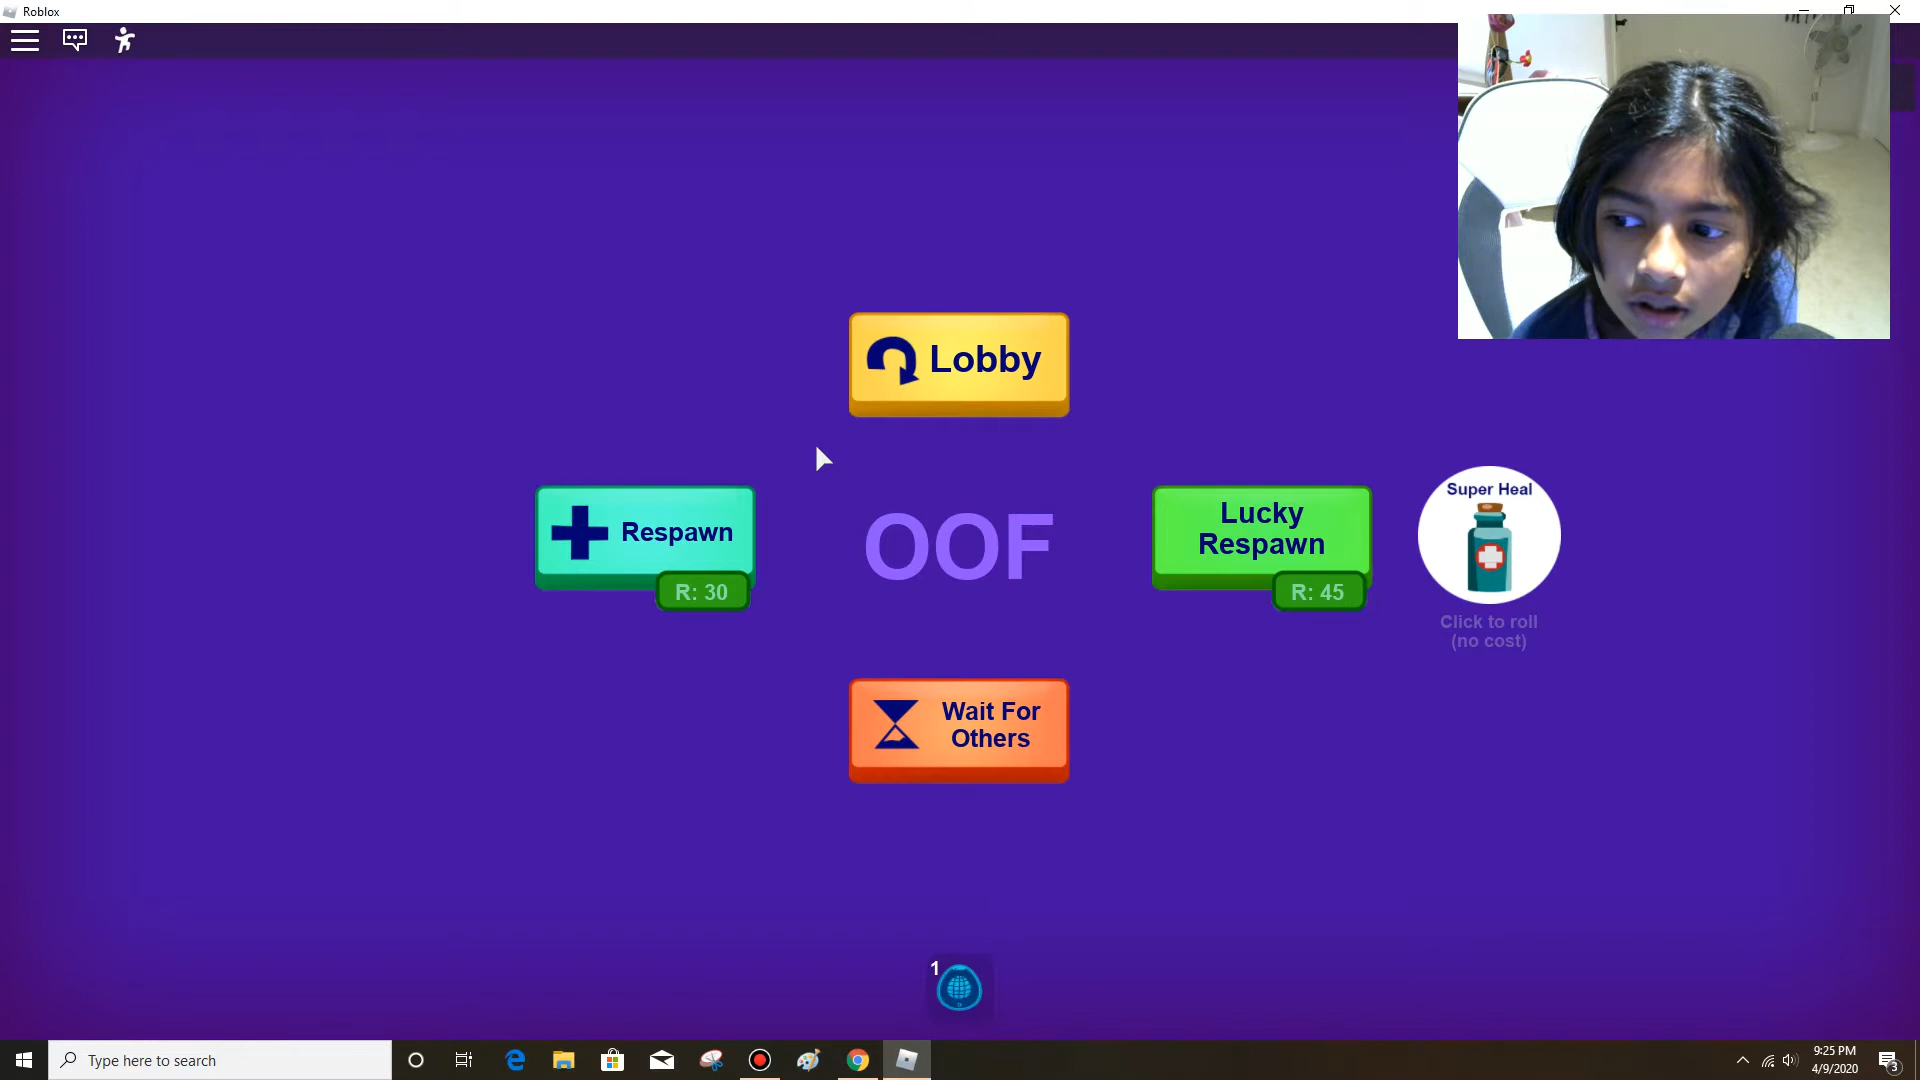 Roblox
Lobby
Respawn
R: 30
OOF
Lucky
Respawn
R: 45
Super Heal
Click to roll
(no cost)
Wait For
Others
1
Type here to search
9:25 PM
4/9/2020
3